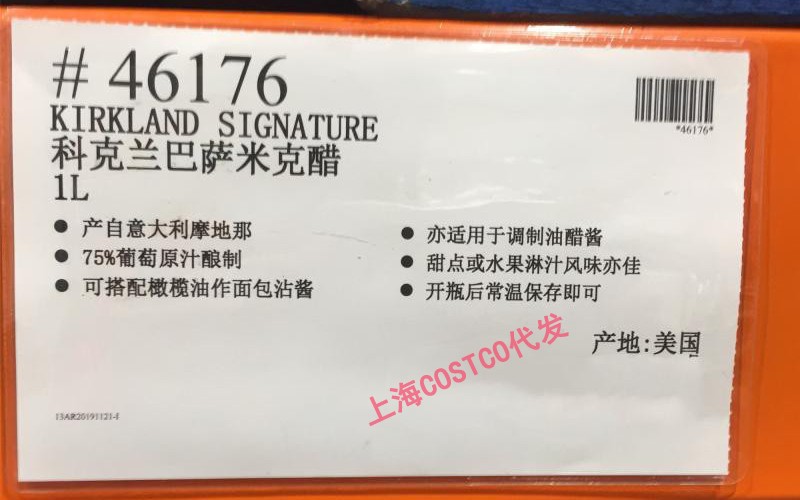 # 46176
*46176*
KIRKLAND SIGNATURE
科克兰巴萨米克醋
1L
● 产自意大利摩地那
● 75%葡萄原汁酿制
● 可搭配橄榄油作面包沾酱
● 亦适用于调制油醋酱
● 甜点或水果淋汁风味亦佳
● 开瓶后常温保存即可
产地:美国
上海COSTCO代发
13AR20191121-I